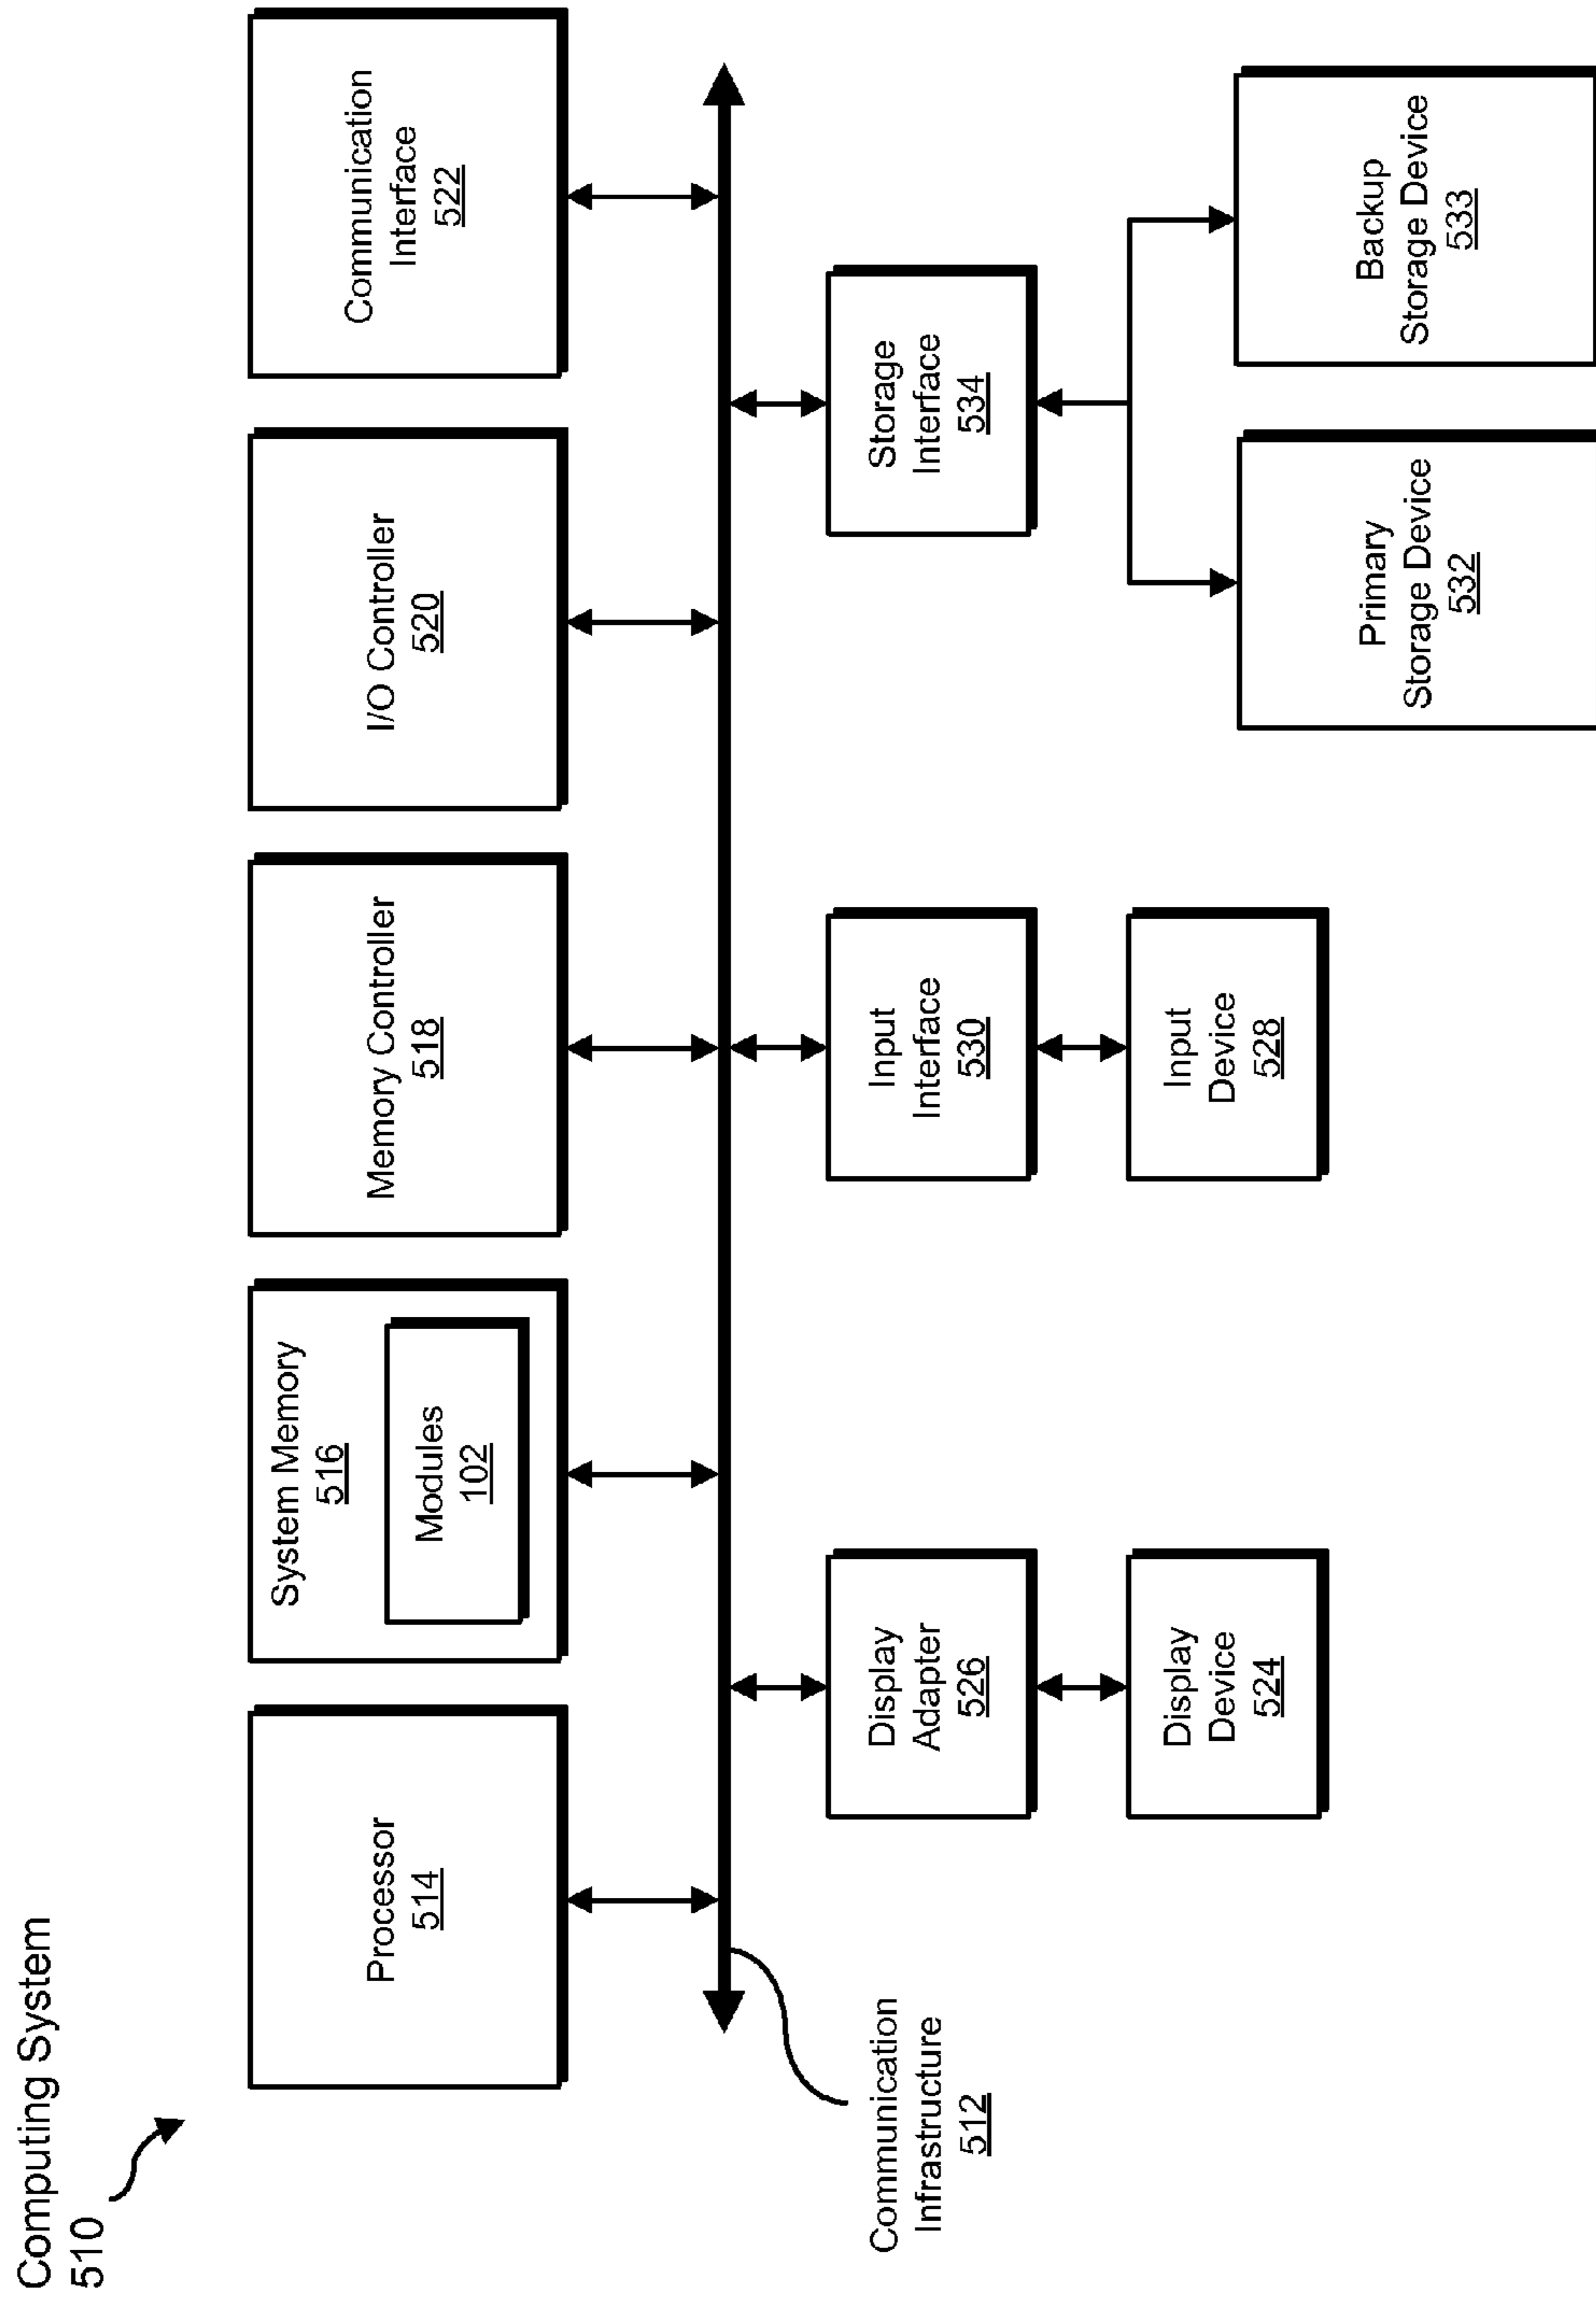 Computing System
510
Processor
514
System Memory
516
Modules
102
Memory Controller
518
I/O Controller
520
Communication
Interface
522
Communication
Infrastructure
512
Display
Adapter
526
Input
Interface
530
Storage
Interface
534
Display
Device
524
Input
Device
528
Primary
Storage Device
532
Backup
Storage Device
533